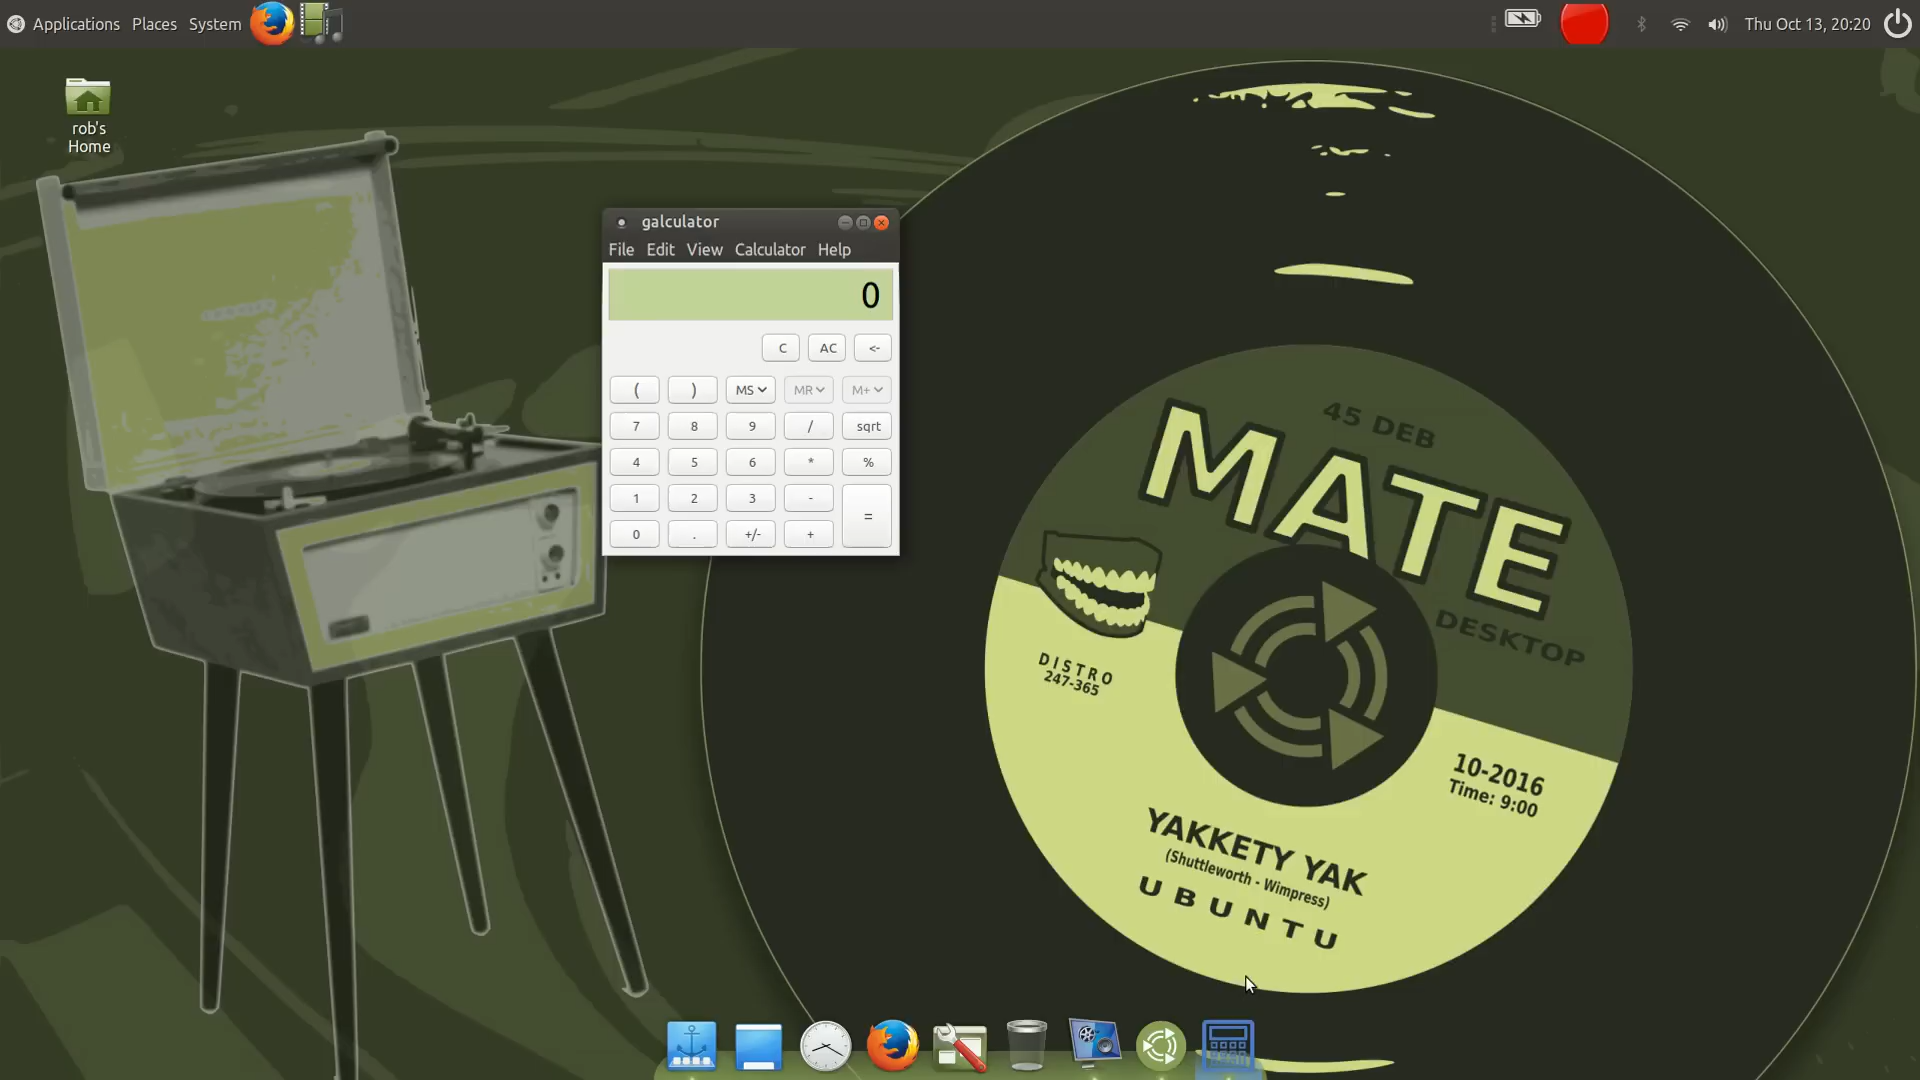 Applications Places System
Thu Oct 13, 20:20
rob's
Home
galculator
File Edit View Calculator Help
0
C AC <-
( ) MS MR M+
7 8 9 / sqrt
4 5 6 * %
1 2 3 -
=
0 . +/- +
45 DEB
MATE
DESKTOP
DISTRO
247-365
10-2016
Time: 9:00
YAKKETY YAK
(Shuttleworth - Wimpress)
UBUNTU